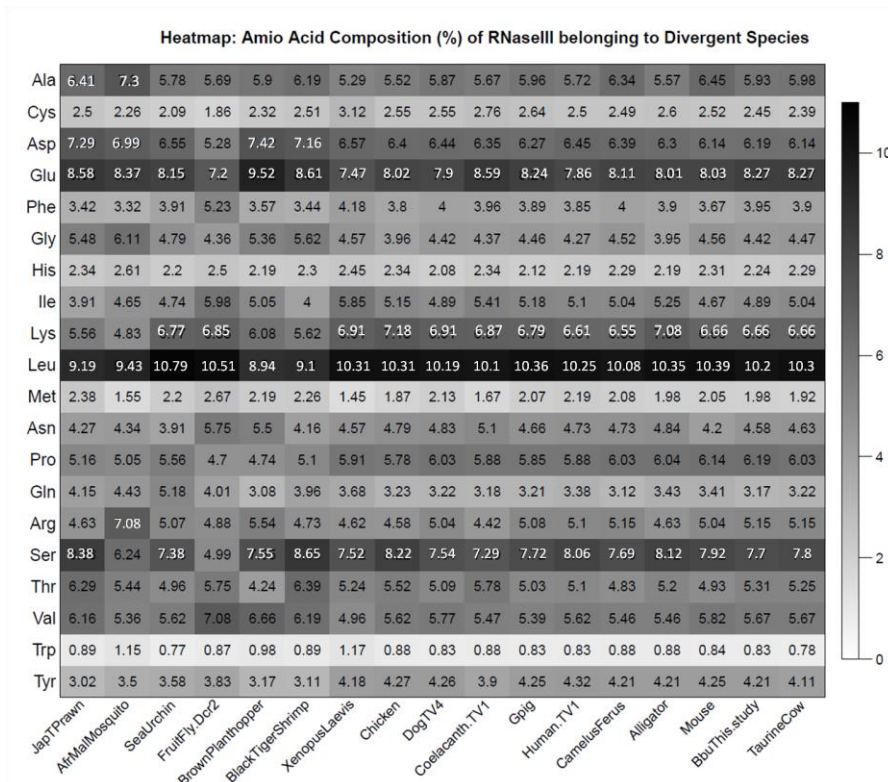 Heatmap: Amio Acid Composition (%) of RNaseIII belonging to Divergent Species
Ala 6.41 7.3 5.78 5.69 5.9 6.19 5.29 5.52 5.87 5.67 5.96 5.72 6.34 5.57 6.45 5.93 5.98
Cys 2.5 2.26 2.09 1.86 2.32 2.51 3.12 2.55 2.55 2.76 2.64 2.5 2.49 2.6 2.52 2.45 2.39
Asp 7.29 6.99 6.55 5.28 7.42 7.16 6.57 6.4 6.44 6.35 6.27 6.45 6.39 6.3 6.14 6.19 6.14
Glu 8.58 8.37 8.15 7.2 9.52 8.61 7.47 8.02 7.9 8.59 8.24 7.86 8.11 8.01 8.03 8.27 8.27
Phe 3.42 3.32 3.91 5.23 3.57 3.44 4.18 3.8 4 3.96 3.89 3.85 4 3.9 3.67 3.95 3.9
Gly 5.48 6.11 4.79 4.36 5.36 5.62 4.57 3.96 4.42 4.37 4.46 4.27 4.52 3.95 4.56 4.42 4.47
His 2.34 2.61 2.2 2.5 2.19 2.3 2.45 2.34 2.08 2.34 2.12 2.19 2.29 2.19 2.31 2.24 2.29
Ile 3.91 4.65 4.74 5.98 5.05 4 5.85 5.15 4.89 5.41 5.18 5.1 5.04 5.25 4.67 4.89 5.04
Lys 5.56 4.83 6.77 6.85 6.08 5.62 6.91 7.18 6.91 6.87 6.79 6.61 6.55 7.08 6.66 6.66 6.66
Leu 9.19 9.43 10.79 10.51 8.94 9.1 10.31 10.31 10.19 10.1 10.36 10.25 10.08 10.35 10.39 10.2 10.3
Met 2.38 1.55 2.2 2.67 2.19 2.26 1.45 1.87 2.13 1.67 2.07 2.19 2.08 1.98 2.05 1.98 1.92
Asn 4.27 4.34 3.91 5.75 5.5 4.16 4.57 4.79 4.83 5.1 4.66 4.73 4.73 4.84 4.2 4.58 4.63
Pro 5.16 5.05 5.56 4.7 4.74 5.1 5.91 5.78 6.03 5.88 5.85 5.88 6.03 6.04 6.14 6.19 6.03
Gln 4.15 4.43 5.18 4.01 3.08 3.96 3.68 3.23 3.22 3.18 3.21 3.38 3.12 3.43 3.41 3.17 3.22
Arg 4.63 7.08 5.07 4.88 5.54 4.73 4.62 4.58 5.04 4.42 5.08 5.1 5.15 4.63 5.04 5.15 5.15
Ser 8.38 6.24 7.38 4.99 7.55 8.65 7.52 8.22 7.54 7.29 7.72 8.06 7.69 8.12 7.92 7.7 7.8
Thr 6.29 5.44 4.96 5.75 4.24 6.39 5.24 5.52 5.09 5.78 5.03 5.1 4.83 5.2 4.93 5.31 5.25
Val 6.16 5.36 5.62 7.08 6.66 6.19 4.96 5.62 5.77 5.47 5.39 5.62 5.46 5.46 5.82 5.67 5.67
Trp 0.89 1.15 0.77 0.87 0.98 0.89 1.17 0.88 0.83 0.88 0.83 0.83 0.88 0.88 0.84 0.83 0.78
Tyr 3.02 3.5 3.58 3.83 3.17 3.11 4.18 4.27 4.26 3.9 4.25 4.32 4.21 4.21 4.25 4.21 4.11
JapTPrawn
AfrMalMosquito
SeaUrchin
FruitFly.Dcr2
BrownPlanthopper
BlackTigerShrimp
XenopusLaevis
Chicken
DogTV4
Coelacanth.TV1
Gpig
Human.TV1
CamelusFerus
Alligator
Mouse
BbuThis.study
TaurineCow
10
8
6
4
2
0